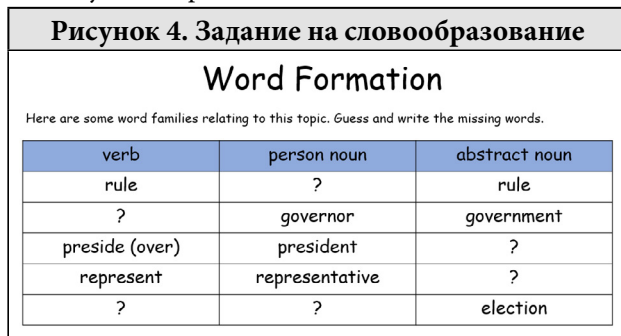 Рисунок 4. Задание на словообразование
Word Formation
Here are some word families relating to this topic. Guess and write the missing words.
verb person noun abstract noun
rule ? rule
? governor government
preside (over) president ?
represent representative ?
? ? election